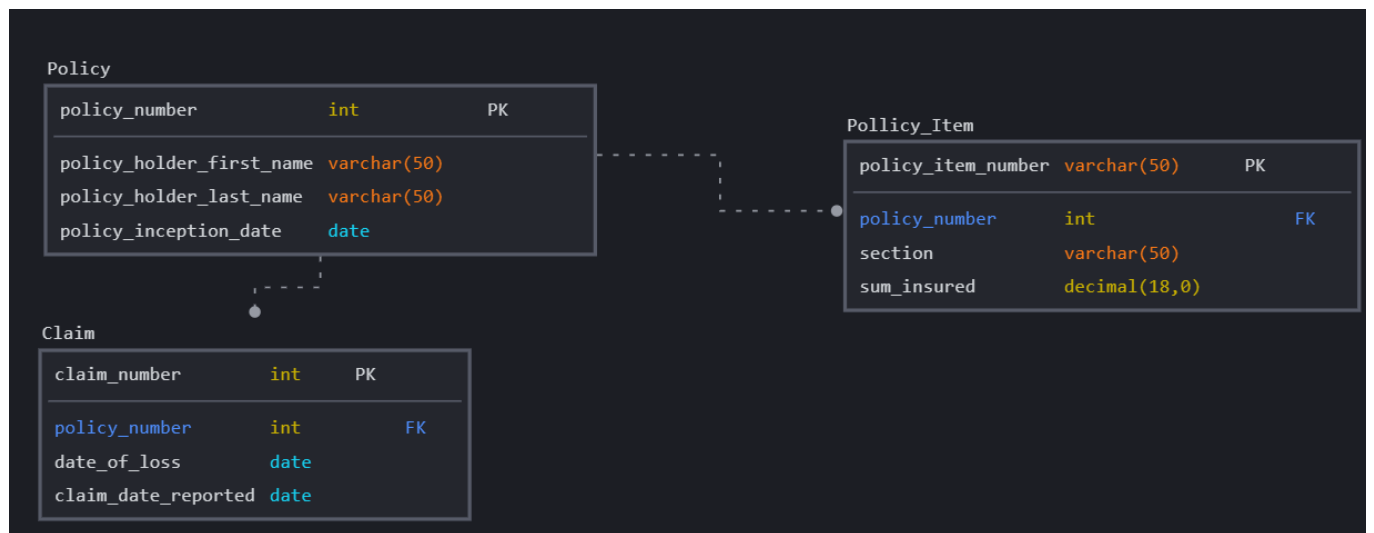 Policy
policy_number int PK
policy_holder_first_name varchar(50)
policy_holder_last_name varchar(50)
policy_inception_date date
Pollicy_Item
policy_item_number varchar(50) PK
policy_number int FK
section varchar(50)
sum_insured decimal(18,0)
Claim
claim_number int PK
policy_number int FK
date_of_loss date
claim_date_reported date